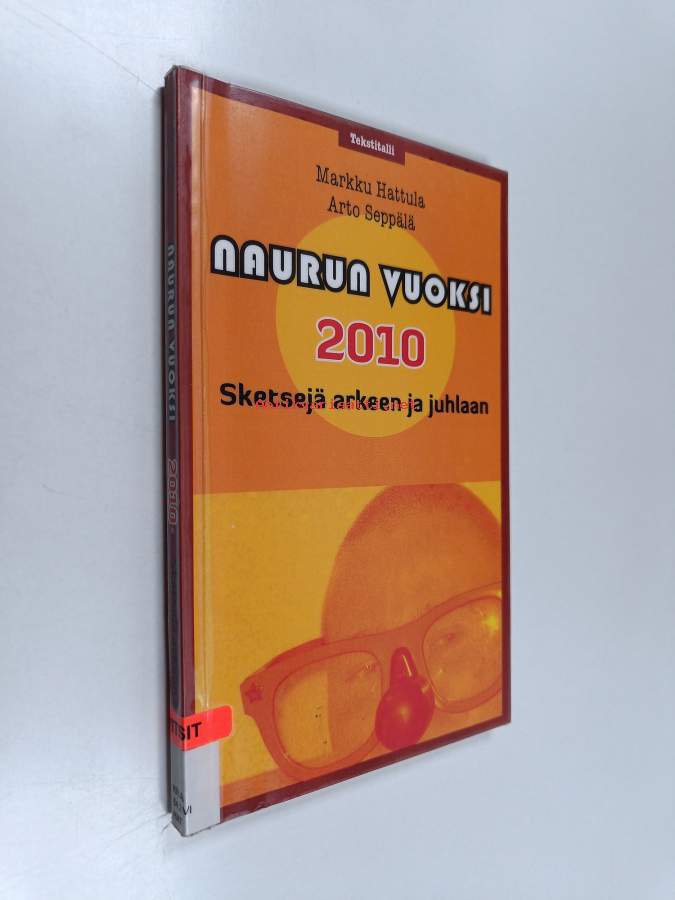 Tekstitalli
Markku Hattula
Arto Seppälä
NAURUN VUOKSI
2010
Sketsejä arkeen ja juhlaan
NAURUN VUOKSI 2010